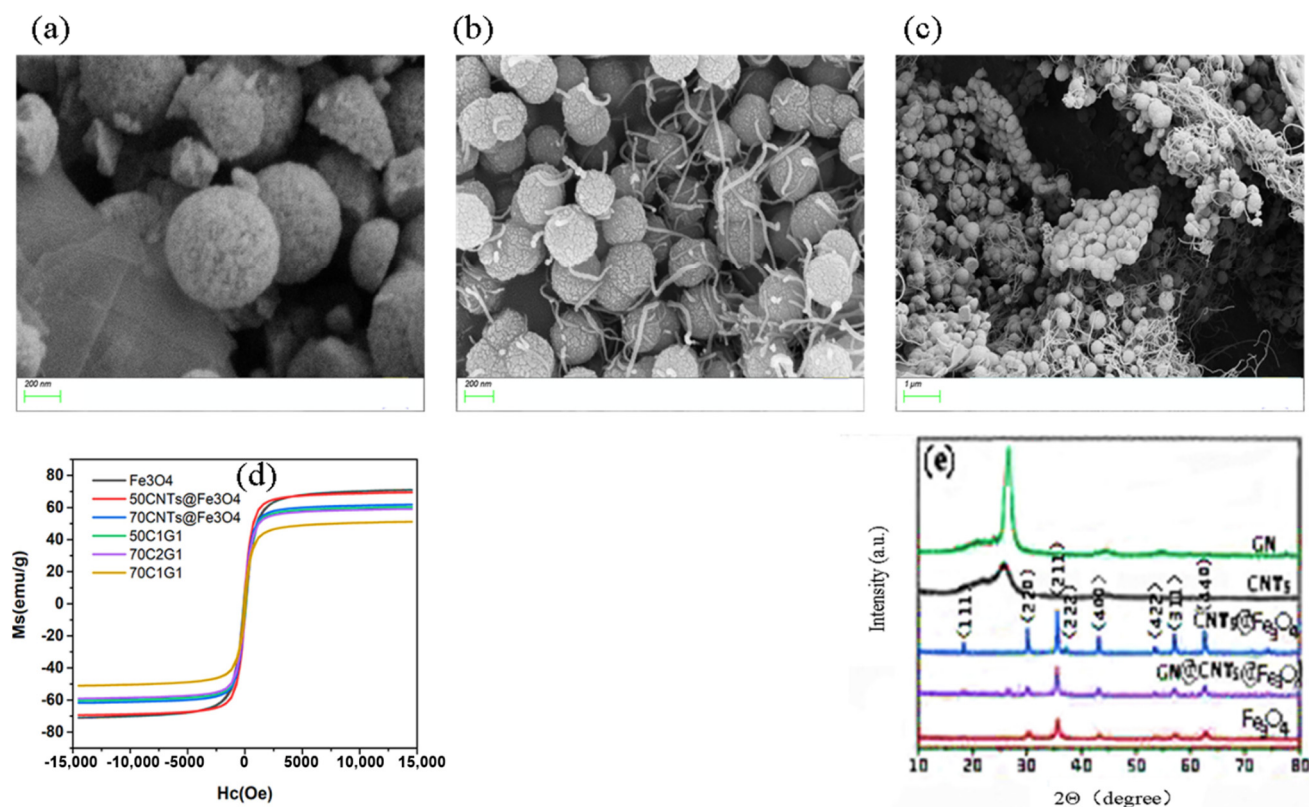 (a)
(b)
(c)
200 nm
200 nm
1 µm
(d)
Fe3O4
50CNTs@Fe3O4
70CNTs@Fe3O4
50C1G1
70C2G1
70C1G1
Ms(emu/g)
80
60
40
20
0
-20
-40
-60
-80
-15,000
-10,000
-5000
0
5000
10,000
15,000
Hc(Oe)
(e)
Intensity (a.u.)
GN
CNTs
(111)
(220)
(211)
(222)
(400)
(422)
(311)
(440)
CNTs@Fe3O4
GN@CNTs@Fe3O4
Fe3O4
10
20
30
40
50
60
70
80
2Θ (degree)